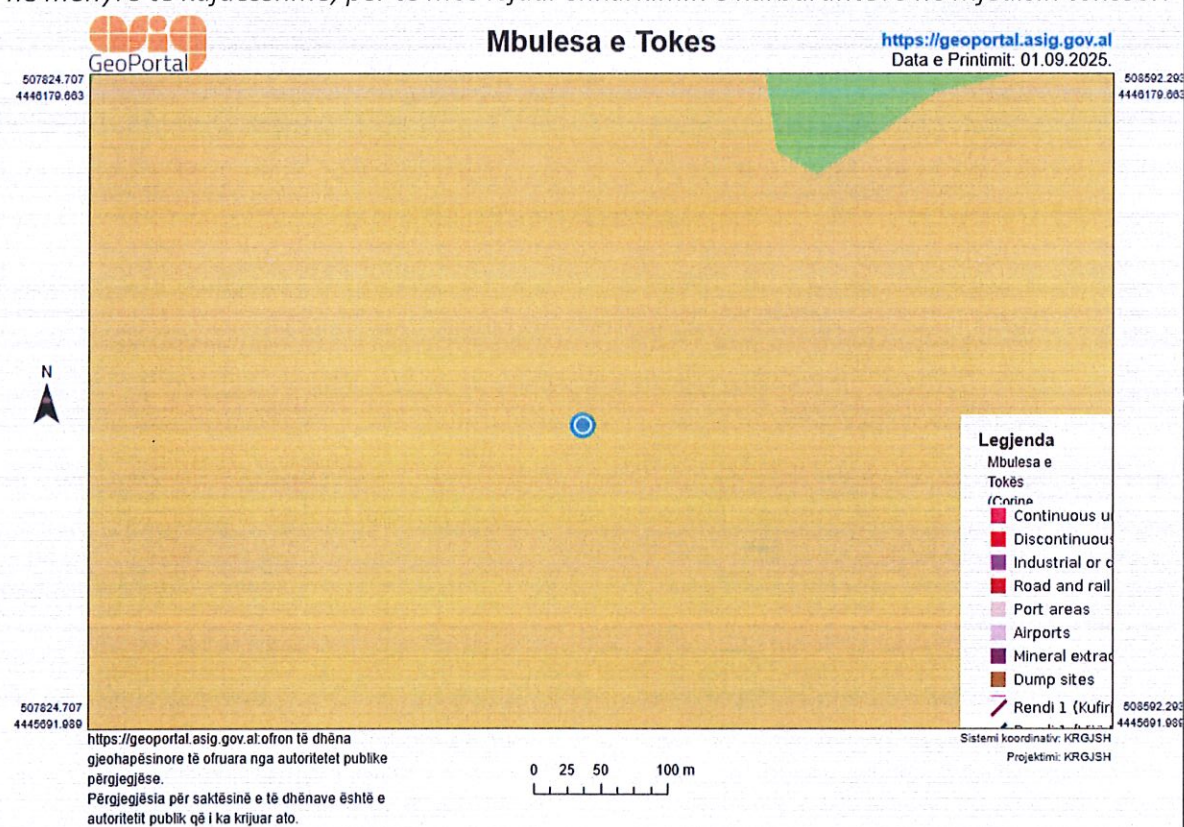 asig
GeoPortal
Mbulesa e Tokes
https://geoportal.asig.gov.al
Data e Printimit: 01.09.2025.
507824.707
4446179.663
508592.293
4446179.663
N
Legjenda
Mbulesa e
Tokës
(Corine
Continuous u
Discontinuous
Industrial or c
Road and rail
Port areas
Airports
Mineral extrac
Dump sites
Rendi 1 (Kufiri
507824.707
4445691.989
508592.293
4445691.989
https://geoportal.asig.gov.al:ofron të dhëna
gjeohapësinore të ofruara nga autoritetet publike
përgjegjëse.
Përgjegjësia për saktësinë e të dhënave është e
autoritetit publik që i ka krijuar ato.
0 25 50 100 m
Sistemi koordinativ: KRGJSH
Projektimi: KRGJSH